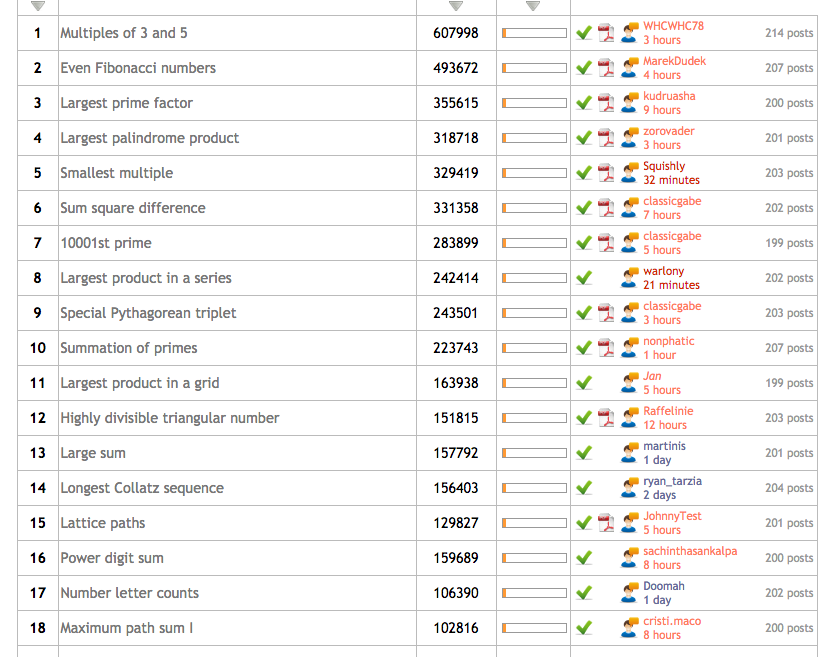 1 Multiples of 3 and 5 607998 WHCWHC78 214 posts
3 hours
2 Even Fibonacci numbers 493672 MarekDudek 207 posts
4 hours
3 Largest prime factor 355615 kudruasha 200 posts
9 hours
4 Largest palindrome product 318718 zorovader 201 posts
3 hours
5 Smallest multiple 329419 Squishly 203 posts
32 minutes
6 Sum square difference 331358 classicgabe 202 posts
7 hours
7 10001st prime 283899 classicgabe 199 posts
5 hours
8 Largest product in a series 242414 warlony 202 posts
21 minutes
9 Special Pythagorean triplet 243501 classicgabe 203 posts
3 hours
10 Summation of primes 223743 nonphatic 207 posts
1 hour
11 Largest product in a grid 163938 Jan 199 posts
5 hours
12 Highly divisible triangular number 151815 Raffelinie 203 posts
12 hours
13 Large sum 157792 martinis 201 posts
1 day
14 Longest Collatz sequence 156403 ryan_tarzia 204 posts
2 days
15 Lattice paths 129827 JohnnyTest 201 posts
5 hours
16 Power digit sum 159689 sachinthasankalpa 200 posts
8 hours
17 Number letter counts 106390 Doomah 202 posts
1 day
18 Maximum path sum I 102816 cristi.maco 200 posts
8 hours